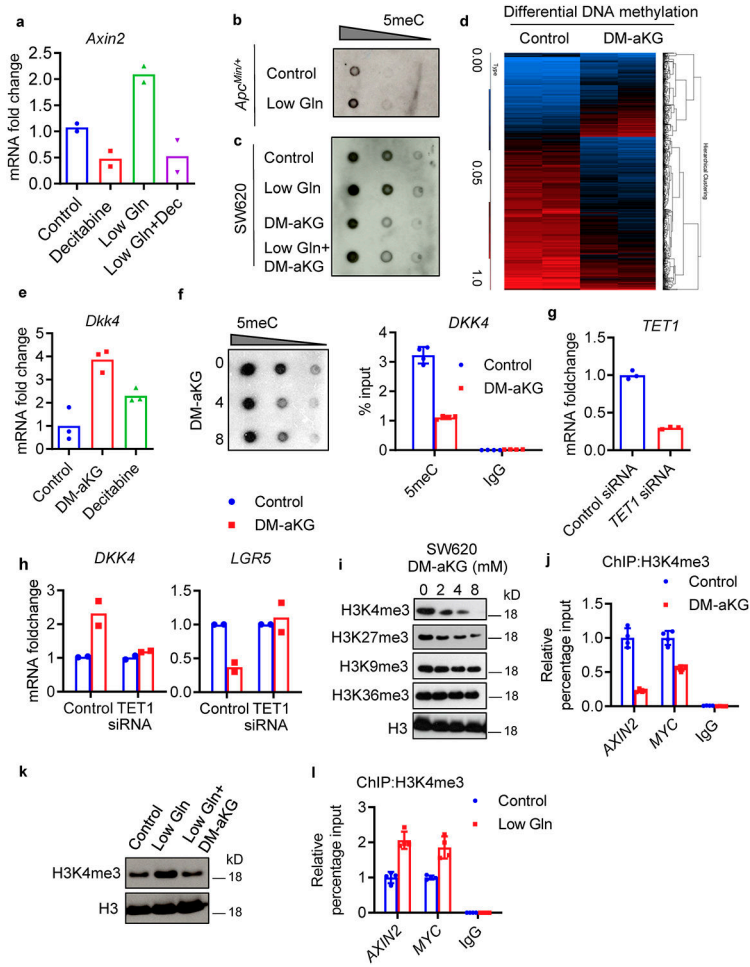 a
Axin2
mRNA fold change
2.5
2.0
1.5
1.0
0.5
0.0
Control
Decitabine
Low Gln
Low Gln+Dec
b
5meC
Apc^Min/+
Control
Low Gln
c
SW620
Control
Low Gln
DM-aKG
Low Gln+
DM-aKG
d
Differential DNA methylation
Control DM-aKG
0.00
0.05
1.0
Type
Hierarchical Clustering
e
Dkk4
mRNA fold change
5
4
3
2
1
0
Control
DM-aKG
Decitabine
f
5meC
DM-aKG
0
4
8
DKK4
% input
4
3
2
1
0
5meC
IgG
Control
DM-aKG
g
TET1
mRNA foldchange
1.5
1.0
0.5
0.0
Control siRNA
TET1 siRNA
Control
DM-aKG
h
DKK4
mRNA foldchange
3
2
1
0
Control TET1
siRNA
LGR5
1.5
1.0
0.5
0.0
Control TET1
siRNA
i
SW620
DM-aKG (mM)
0 2 4 8 kD
H3K4me3 18
H3K27me3 18
H3K9me3 18
H3K36me3 18
H3 18
j
ChIP:H3K4me3
Control
DM-aKG
Relative
percentage input
1.5
1.0
0.5
0.0
AXIN2
MYC
IgG
k
Control
Low Gln
Low Gln+
DM-aKG
kD
H3K4me3 18
H3 18
l
ChIP:H3K4me3
Control
Low Gln
Relative
percentage input
3
2
1
0
AXIN2
MYC
IgG